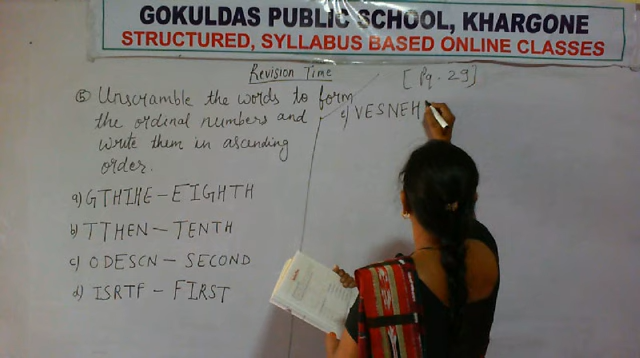 GOKULDAS PUBLIC SCHOOL, KHARGONE
STRUCTURED, SYLLABUS BASED ONLINE CLASSES
Revision Time
[Pg. 29]
⑤ Unscramble the words to form
the ordinal numbers and
write them in ascending
order.
a) GTHIHE - EIGHTH
b) TTHEN - TENTH
c) ODESCN - SECOND
d) ISRTF - FIRST
e) VESNEH